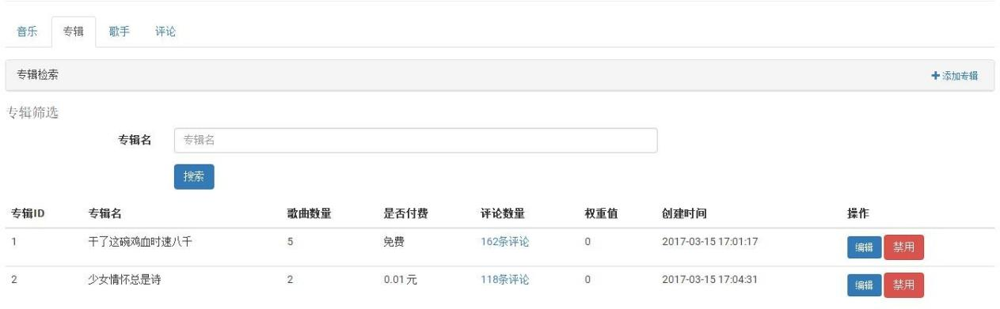 音乐 专辑 歌手 评论
专辑检索 添加专辑
专辑筛选
专辑名 专辑名
搜索
专辑ID 专辑名 歌曲数量 是否付费 评论数量 权重值 创建时间 操作
1 干了这碗鸡血时速八千 5 免费 162条评论 0 2017-03-15 17:01:17 编辑 禁用
2 少女情怀总是诗 2 0.01元 118条评论 0 2017-03-15 17:04:31 编辑 禁用